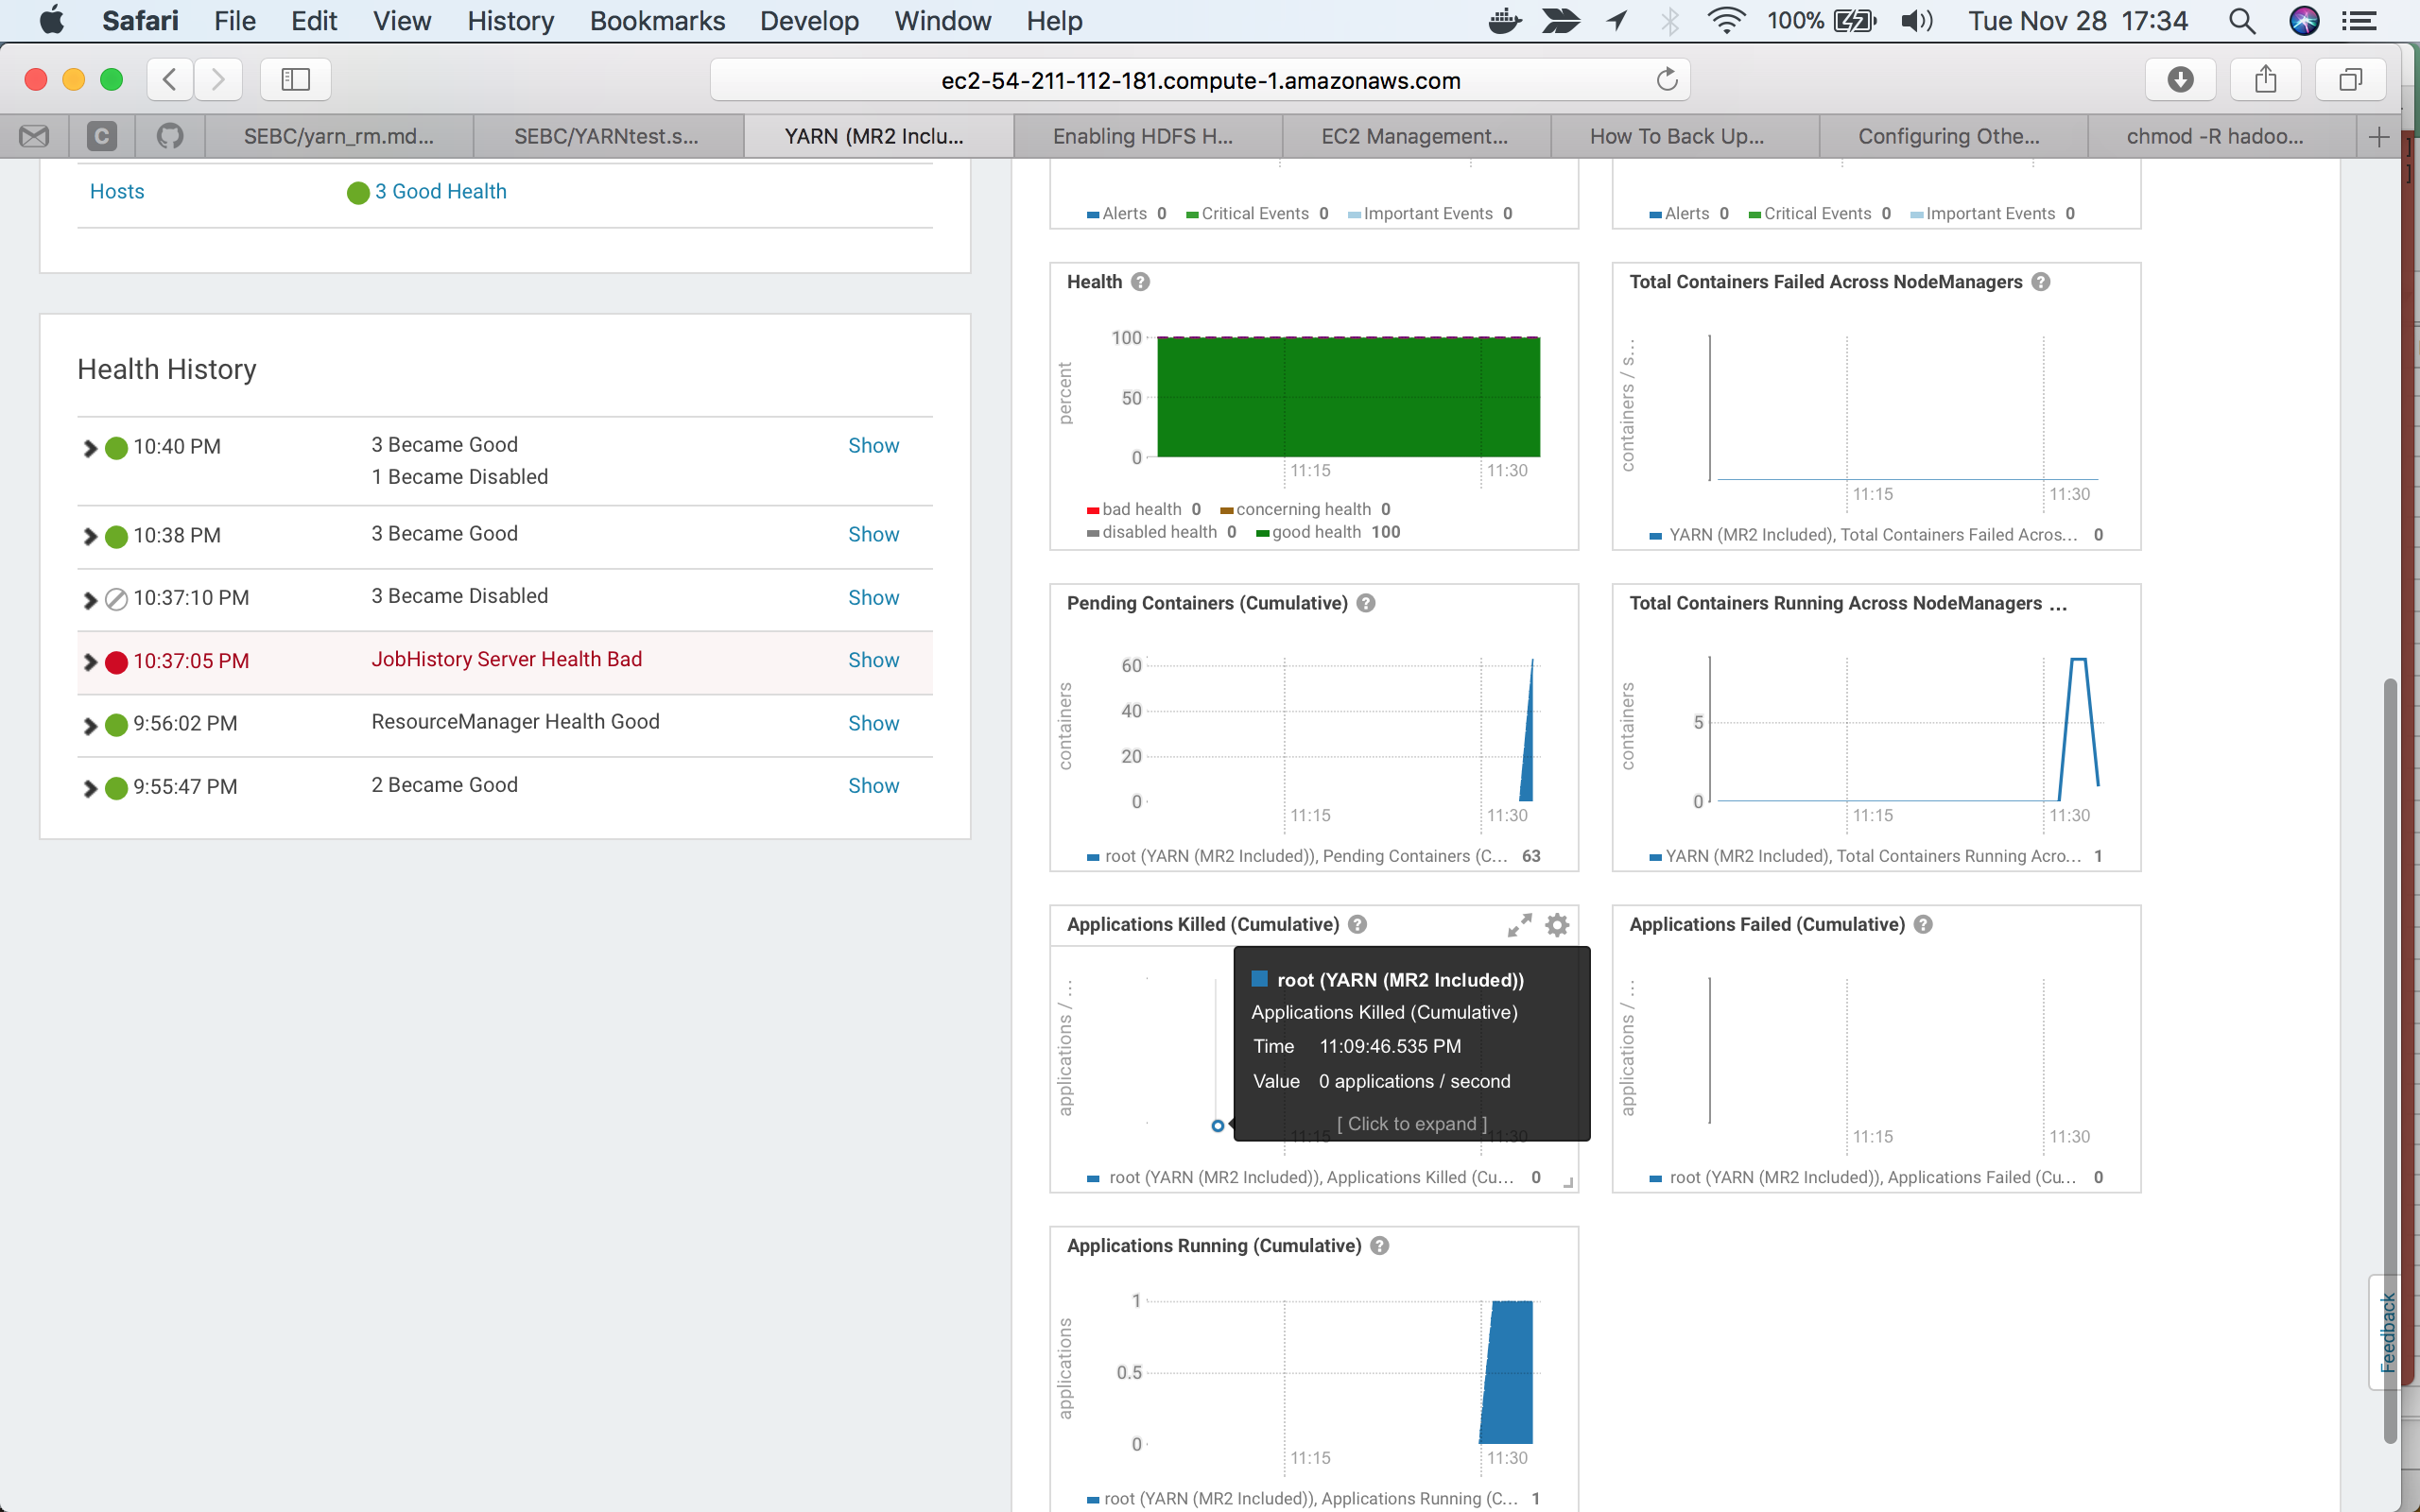 Safari File Edit View History Bookmarks Develop Window Help 100% Tue Nov 28 17:34
ec2-54-211-112-181.compute-1.amazonaws.com
C SEBC/yarn_rm.md... SEBC/YARNtest.s... YARN (MR2 Inclu... Enabling HDFS H... EC2 Management... How To Back Up... Configuring Othe... chmod -R hadoo...
Hosts 3 Good Health
Health History
10:40 PM 3 Became Good Show
1 Became Disabled
10:38 PM 3 Became Good Show
10:37:10 PM 3 Became Disabled Show
10:37:05 PM JobHistory Server Health Bad Show
9:56:02 PM ResourceManager Health Good Show
9:55:47 PM 2 Became Good Show
Alerts 0 Critical Events 0 Important Events 0
Alerts 0 Critical Events 0 Important Events 0
Health ?
percent
100
50
0
11:15 11:30
bad health 0 concerning health 0
disabled health 0 good health 100
Total Containers Failed Across NodeManagers ?
containers / s...
11:15 11:30
YARN (MR2 Included), Total Containers Failed Acros... 0
Pending Containers (Cumulative) ?
containers
60
40
20
0
11:15 11:30
root (YARN (MR2 Included)), Pending Containers (C... 63
Total Containers Running Across NodeManagers ...
containers
5
0
11:15 11:30
YARN (MR2 Included), Total Containers Running Acro... 1
Applications Killed (Cumulative) ?
applications / ...
root (YARN (MR2 Included))
Applications Killed (Cumulative)
Time 11:09:46.535 PM
Value 0 applications / second
[ Click to expand ]
11:15 11:30
root (YARN (MR2 Included)), Applications Killed (Cu... 0
Applications Failed (Cumulative) ?
applications / ...
11:15 11:30
root (YARN (MR2 Included)), Applications Failed (Cu... 0
Applications Running (Cumulative) ?
applications
1
0.5
0
11:15 11:30
root (YARN (MR2 Included)), Applications Running (C... 1
Feedback